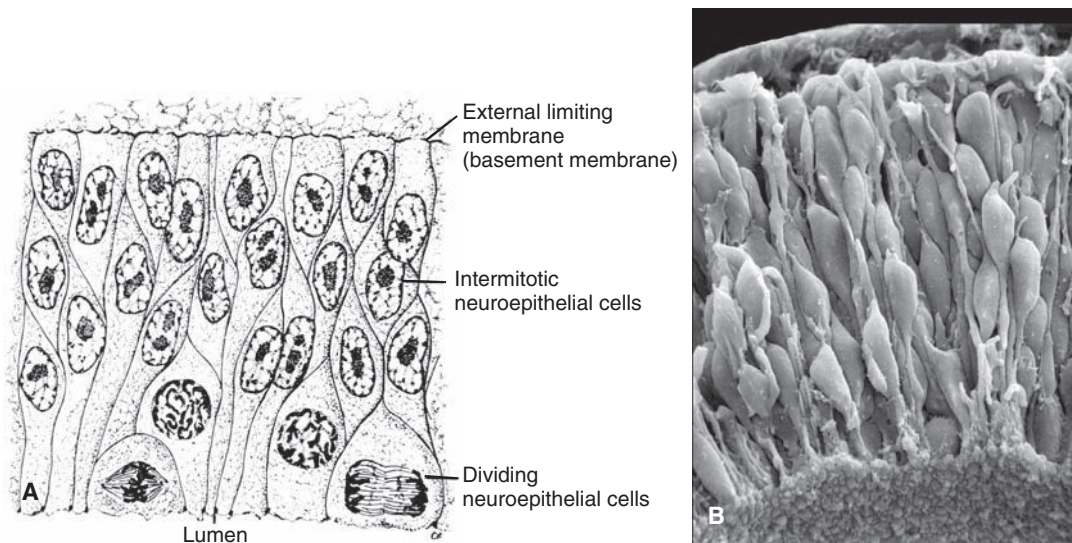 External limiting
membrane
(basement membrane)
Intermitotic
neuroepithelial cells
Dividing
neuroepithelial cells
A
Lumen
B